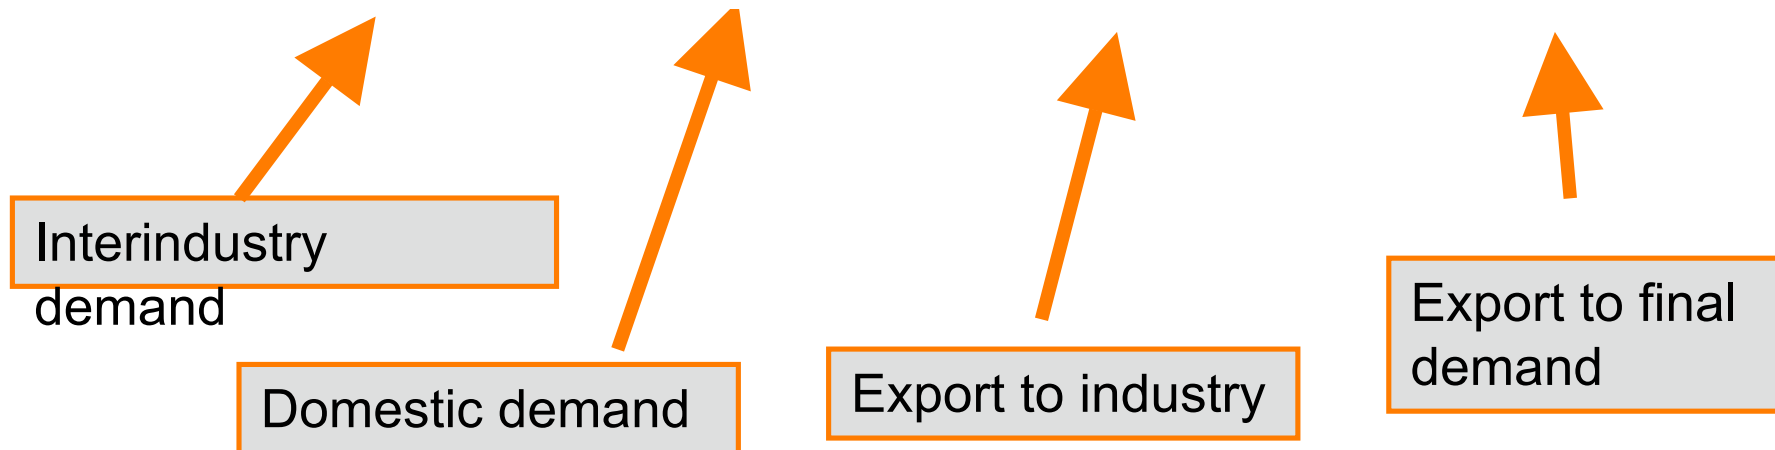 Interindustry
demand
Domestic demand
Export to industry
Export to final
demand